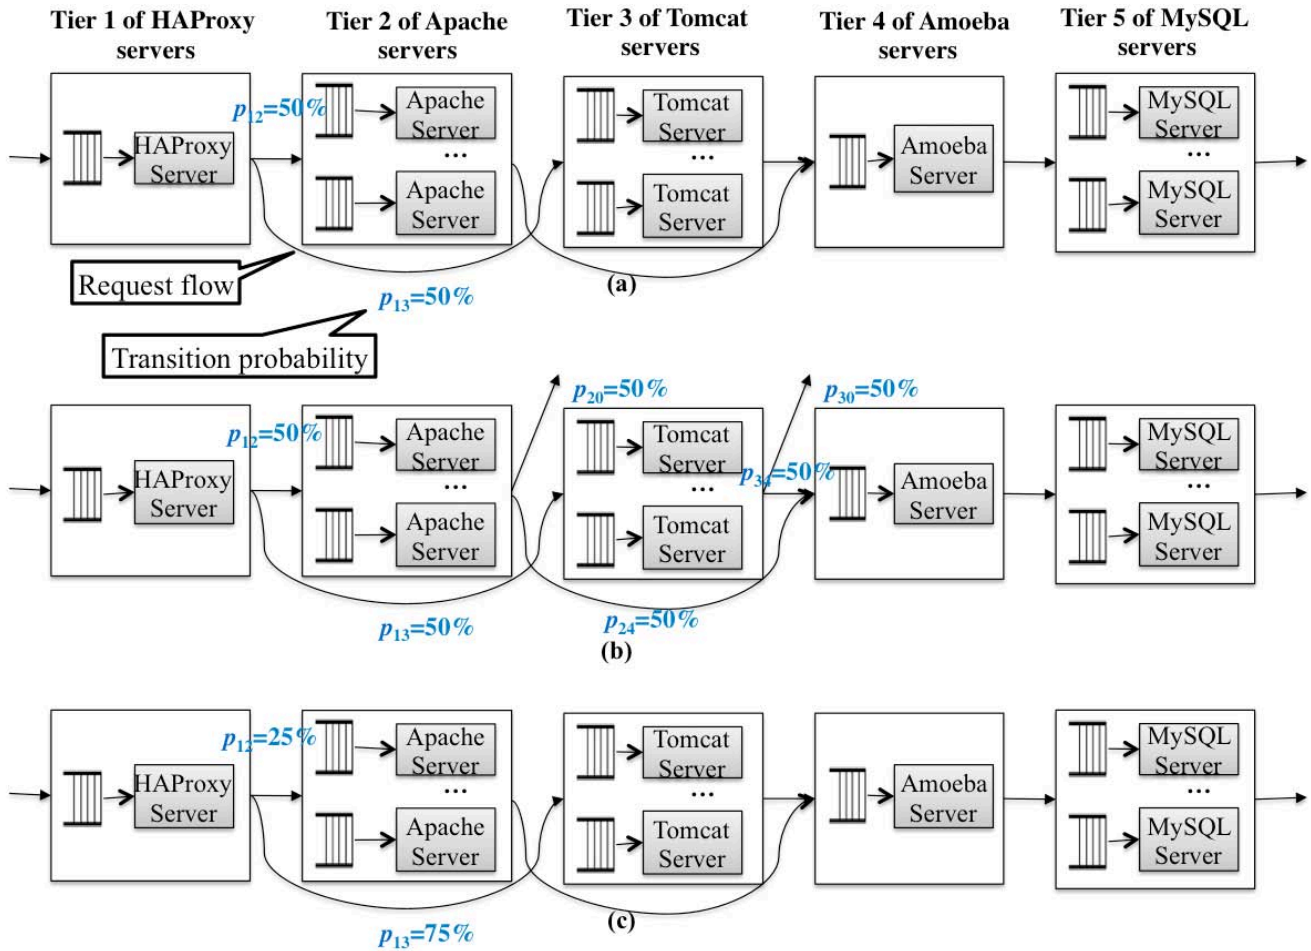 Tier 1 of HAProxy
servers
Tier 2 of Apache
servers
Tier 3 of Tomcat
servers
Tier 4 of Amoeba
servers
Tier 5 of MySQL
servers
HAProxy
Server
p12=50%
Apache
Server
...
Apache
Server
Tomcat
Server
...
Tomcat
Server
Amoeba
Server
MySQL
Server
...
MySQL
Server
Request flow
p13=50%
(a)
Transition probability
HAProxy
Server
p12=50%
Apache
Server
...
Apache
Server
p20=50%
Tomcat
Server
...
Tomcat
Server
p30=50%
p34=50%
Amoeba
Server
MySQL
Server
...
MySQL
Server
p13=50%
p24=50%
(b)
HAProxy
Server
p12=25%
Apache
Server
...
Apache
Server
Tomcat
Server
...
Tomcat
Server
Amoeba
Server
MySQL
Server
...
MySQL
Server
p13=75%
(c)